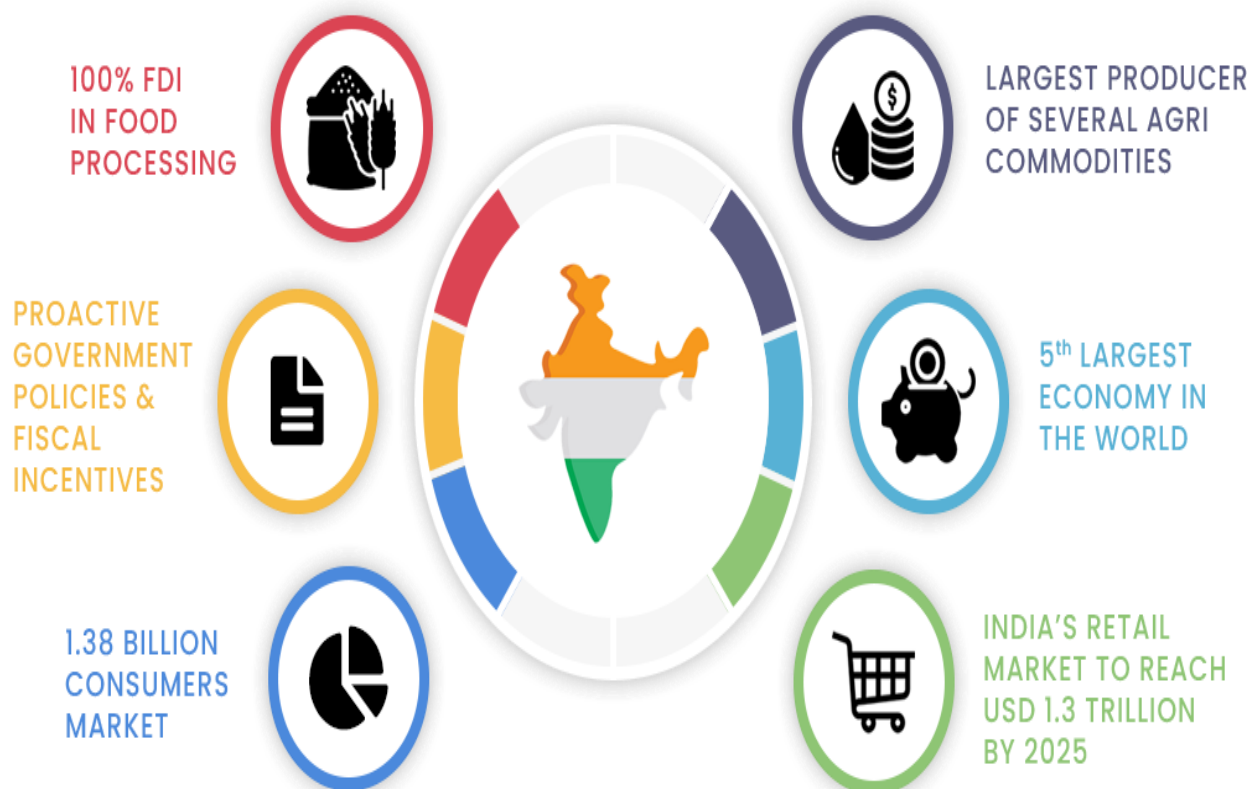 100% FDI
IN FOOD
PROCESSING
PROACTIVE
GOVERNMENT
POLICIES &
FISCAL
INCENTIVES
1.38 BILLION
CONSUMERS
MARKET
$
LARGEST PRODUCER
OF SEVERAL AGRI
COMMODITIES
5th LARGEST
ECONOMY IN
THE WORLD
INDIA’S RETAIL
MARKET TO REACH
USD 1.3 TRILLION
BY 2025